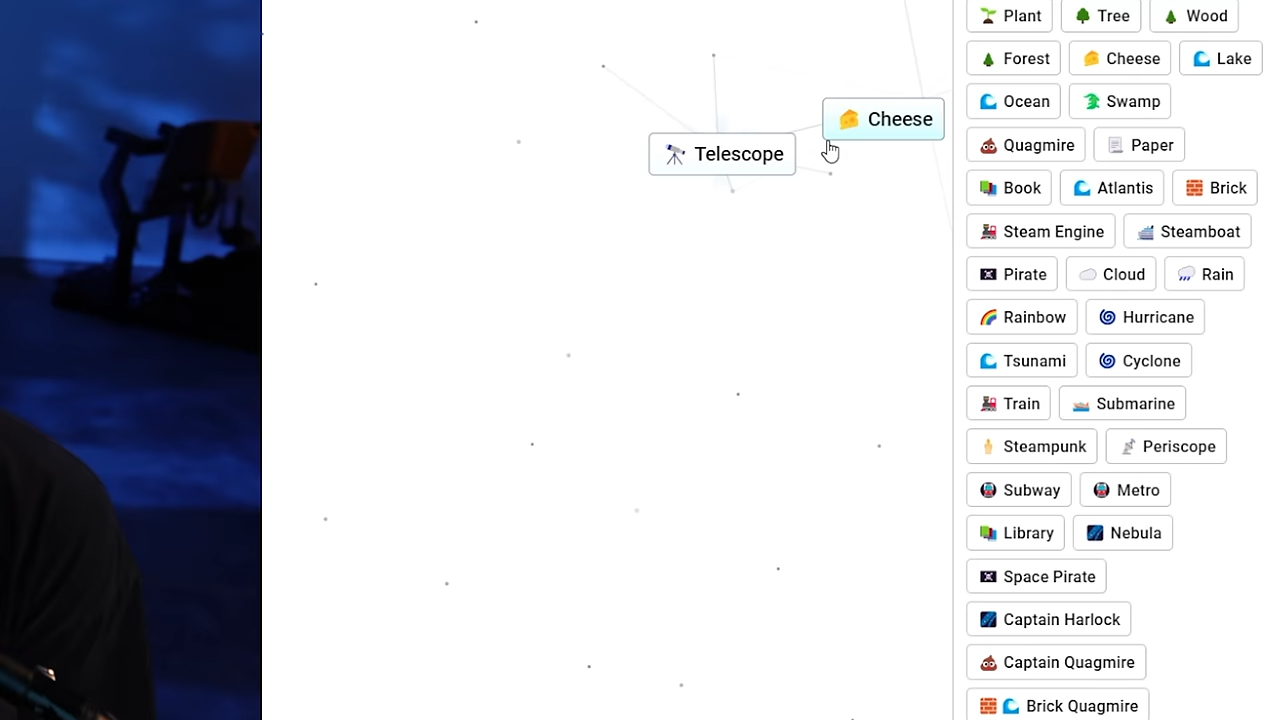 Plant Tree Wood
Forest Cheese Lake
Cheese
Ocean Swamp
Telescope
Quagmire Paper
Book Atlantis Brick
Steam Engine Steamboat
Pirate Cloud Rain
Rainbow Hurricane
Tsunami Cyclone
Train Submarine
Steampunk Periscope
Subway Metro
Library Nebula
Space Pirate
Captain Harlock
Captain Quagmire
Brick Quagmire